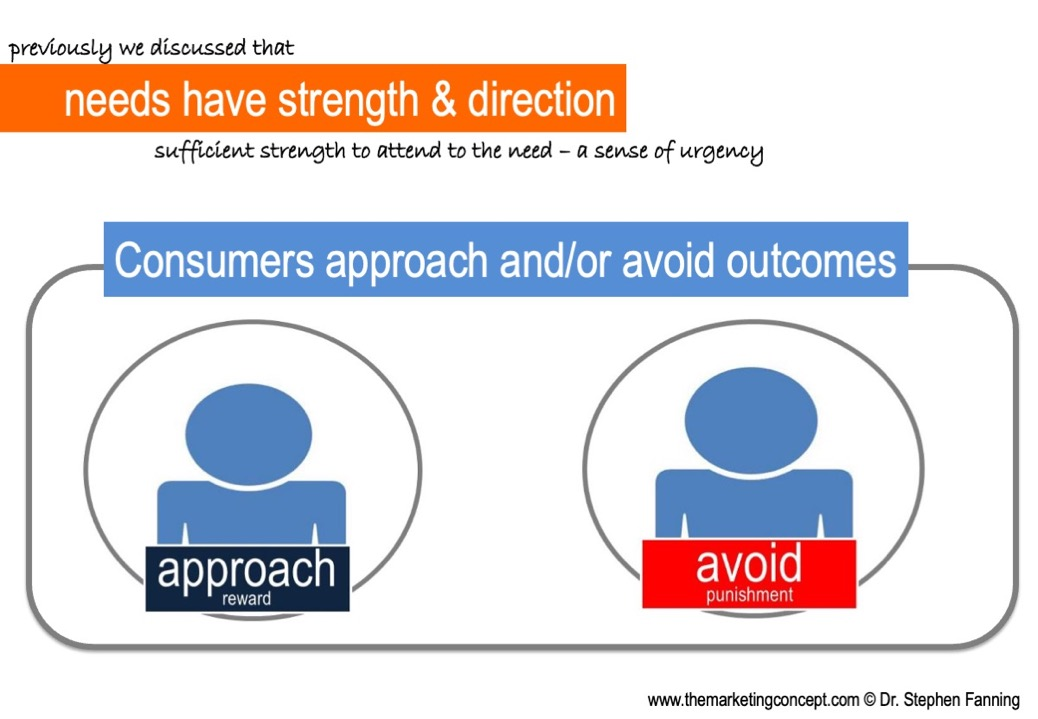 previously we discussed that
needs have strength & direction
sufficient strength to attend to the need – a sense of urgency
Consumers approach and/or avoid outcomes
approach
reward
avoid
punishment
www.themarketingconcept.com © Dr. Stephen Fanning